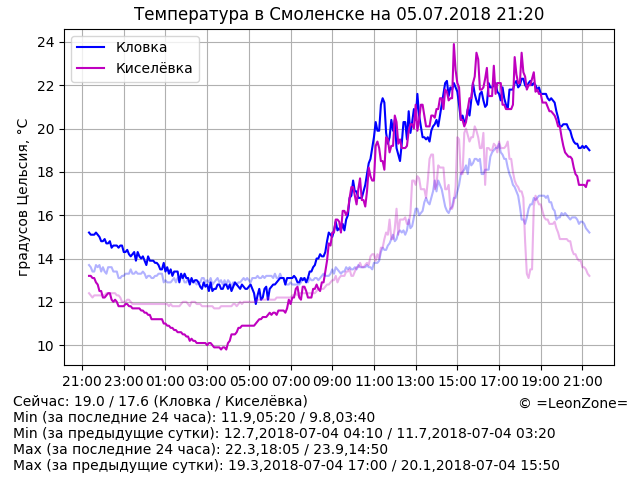 Температура в Смоленске на 05.07.2018 21:20
Кловка
Киселёвка
градусов Цельсия, °C
24
22
20
18
16
14
12
10
21:00 23:00 01:00 03:00 05:00 07:00 09:00 11:00 13:00 15:00 17:00 19:00 21:00
Сейчас: 19.0 / 17.6 (Кловка / Киселёвка)
© =LeonZone=
Min (за последние 24 часа): 11.9,05:20 / 9.8,03:40
Min (за предыдущие сутки): 12.7,2018-07-04 04:10 / 11.7,2018-07-04 03:20
Max (за последние 24 часа): 22.3,18:05 / 23.9,14:50
Max (за предыдущие сутки): 19.3,2018-07-04 17:00 / 20.1,2018-07-04 15:50